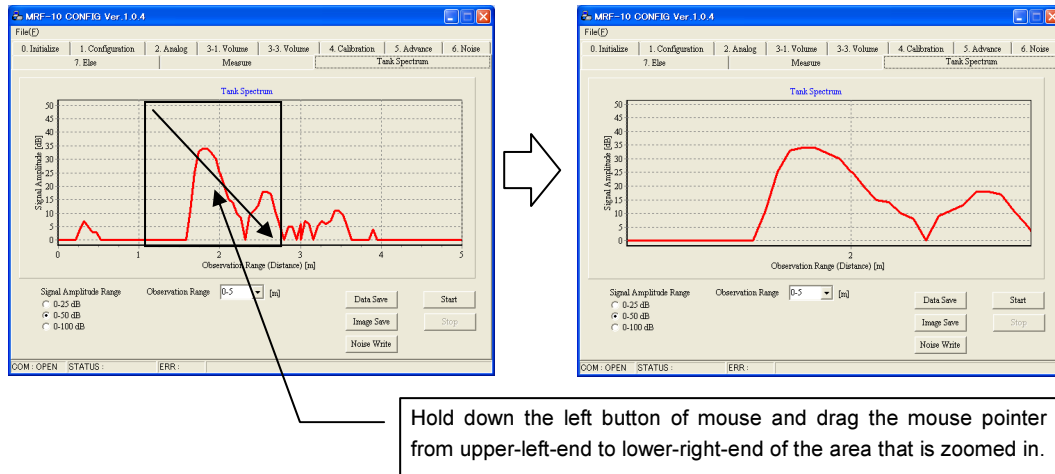 MRF-10 CONFIG Ver.1.0.4
File(F)
0. Initialize 1. Configuration 2. Analog 3-1. Volume 3-3. Volume 4. Calibration 5. Advance 6. Noise
7. Else Measure Tank Spectrum
Tank Spectrum
Signal Amplitude [dB]
50
45
40
35
30
25
20
15
10
5
0
0 1 2 3 4 5
Observation Range (Distance) [m]
Signal Amplitude Range
0-25 dB
0-50 dB
0-100 dB
Observation Range 0-5 [m]
Data Save Start
Image Save Stop
Noise Write
COM : OPEN STATUS : ERR :
MRF-10 CONFIG Ver.1.0.4
File(F)
0. Initialize 1. Configuration 2. Analog 3-1. Volume 3-3. Volume 4. Calibration 5. Advance 6. Noise
7. Else Measure Tank Spectrum
Tank Spectrum
Signal Amplitude [dB]
50
45
40
35
30
25
20
15
10
5
0
2
Observation Range (Distance) [m]
Signal Amplitude Range
0-25 dB
0-50 dB
0-100 dB
Observation Range 0-5 [m]
Data Save Start
Image Save Stop
Noise Write
COM : OPEN STATUS : ERR :
Hold down the left button of mouse and drag the mouse pointer
from upper-left-end to lower-right-end of the area that is zoomed in.